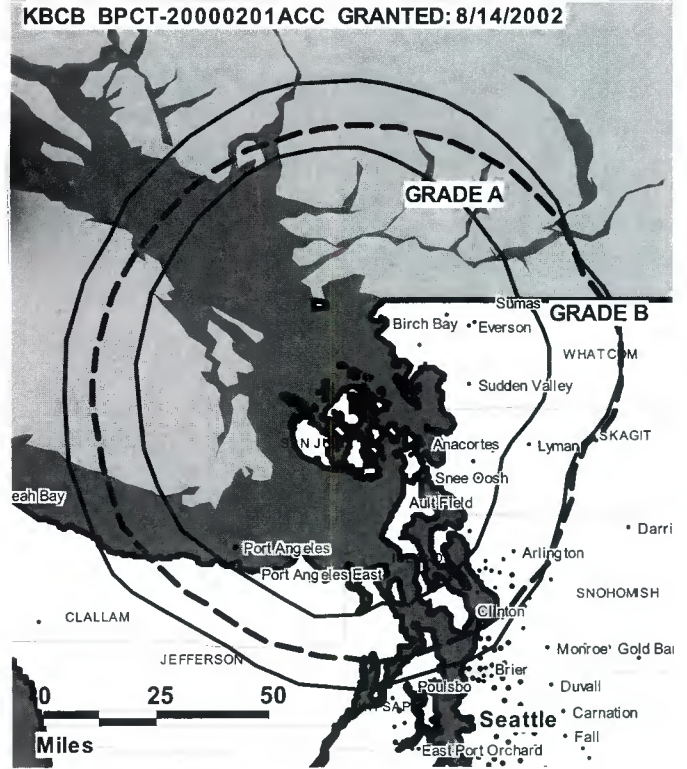 KBCB BPCT-20000201ACC GRANTED: 8/14/2002
GRADE A
Sumas
GRADE B
Birch Bay
Everson
WHATCOM
Sudden Valley
SKAGIT
Anacortes
Lyman
Snee Oosh
eah Bay
Ault Field
Darri
Port Angeles
Arlington
Port Angeles East
SNOHOMISH
Clinton
CLALLAM
Monroe
Gold Bar
JEFFERSON
Brier
0 25 50
Poulsbo
Duvall
Seattle
Carnation
Miles
Fall
East Port Orchard